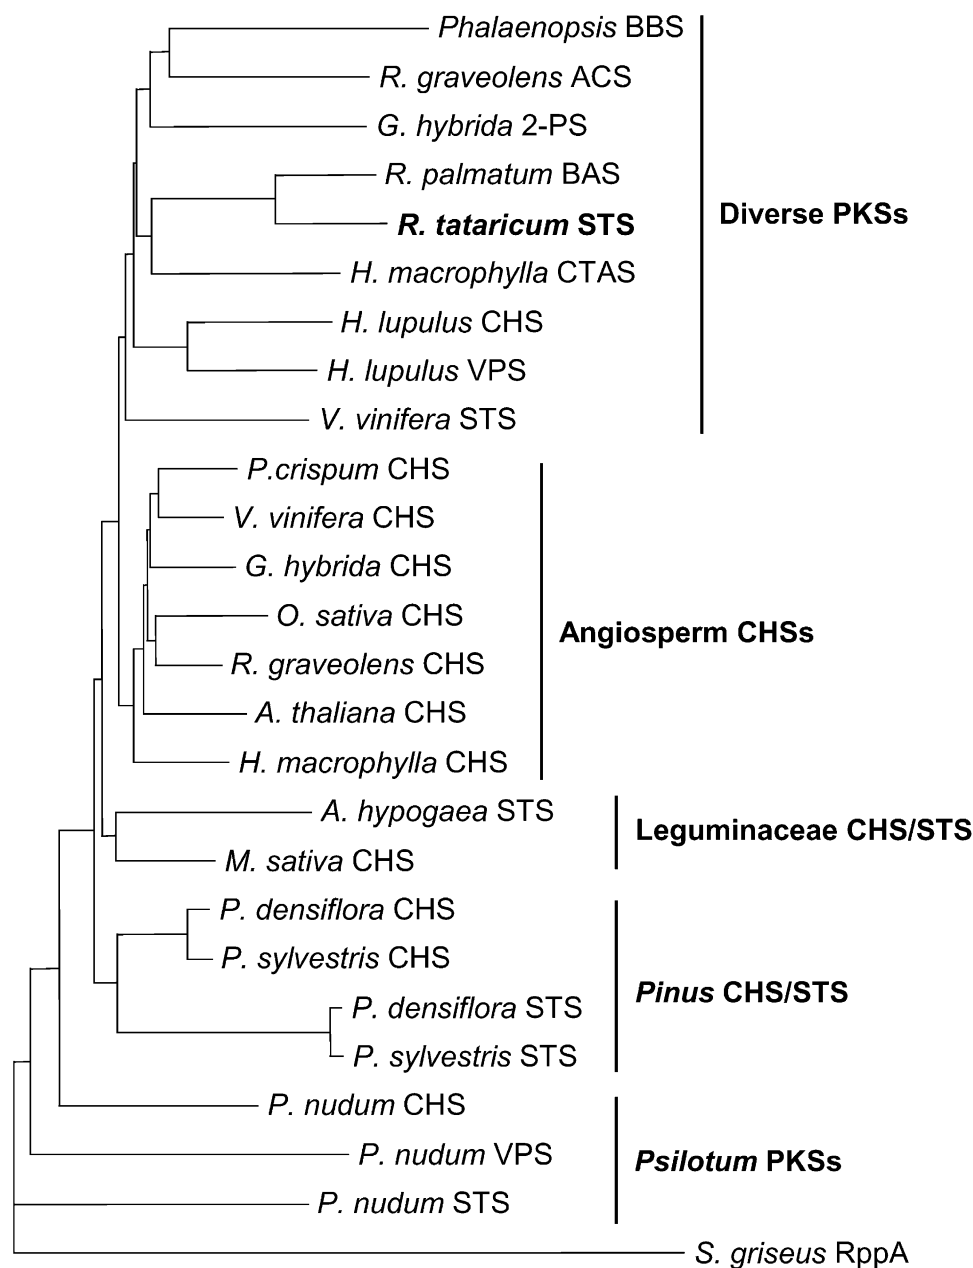 Phalaenopsis BBS
R. graveolens ACS
G. hybrida 2-PS
R. palmatum BAS
R. tataricum STS
Diverse PKSs
H. macrophylla CTAS
H. lupulus CHS
H. lupulus VPS
V. vinifera STS
P.crispum CHS
V. vinifera CHS
G. hybrida CHS
O. sativa CHS
Angiosperm CHSs
R. graveolens CHS
A. thaliana CHS
H. macrophylla CHS
A. hypogaea STS
Leguminaceae CHS/STS
M. sativa CHS
P. densiflora CHS
P. sylvestris CHS
Pinus CHS/STS
P. densiflora STS
P. sylvestris STS
P. nudum CHS
P. nudum VPS
Psilotum PKSs
P. nudum STS
S. griseus RppA